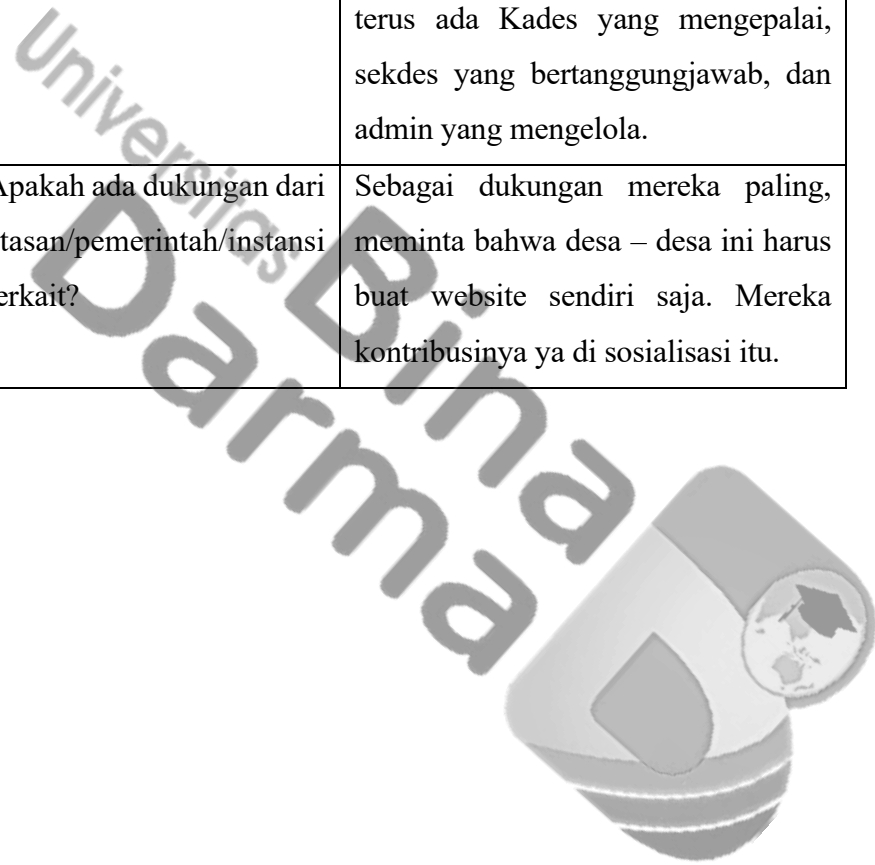 terus ada Kades yang mengepalai,
sekdes yang bertanggungjawab, dan
admin yang mengelola.
Apakah ada dukungan dari
tasan/pemerintah/instansi
erkait?
Sebagai dukungan mereka paling,
meminta bahwa desa – desa ini harus
buat website sendiri saja. Mereka
kontribusinya ya di sosialisasi itu.
Universitas
Bina
Darma